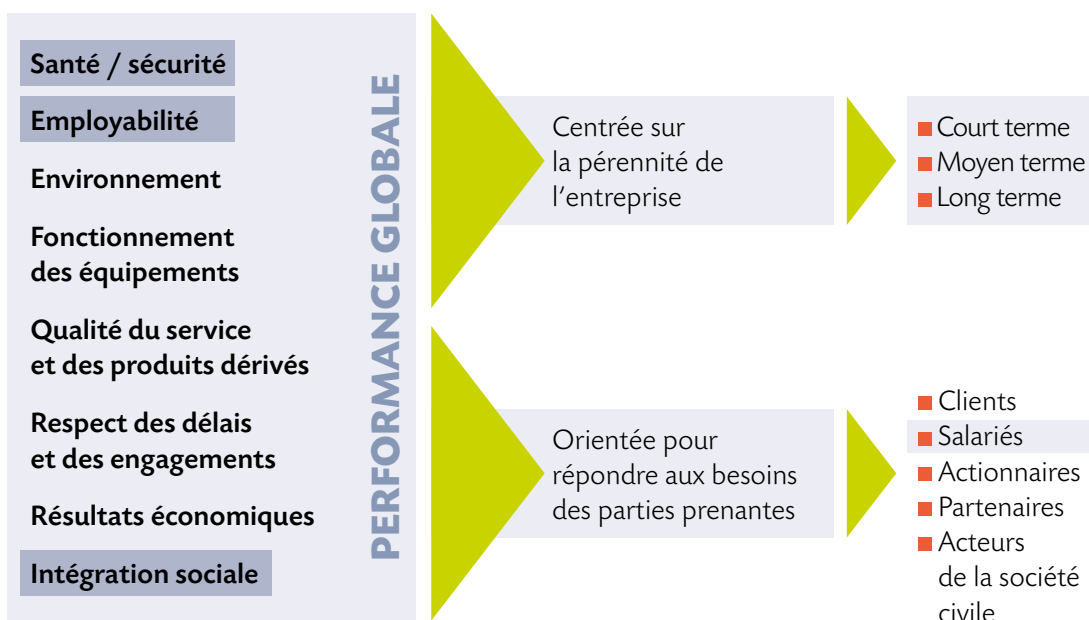 Santé / sécurité
Employabilité
Environnement
Fonctionnement
des équipements
Qualité du service
et des produits dérivés
Respect des délais
et des engagements
Résultats économiques
Intégration sociale
PERFORMANCE GLOBALE
Centrée sur
la pérennité de
l'entreprise
Court terme
Moyen terme
Long terme
Orientée pour
répondre aux besoins
des parties prenantes
Clients
Salariés
Actionnaires
Partenaires
Acteurs
de la société
civile